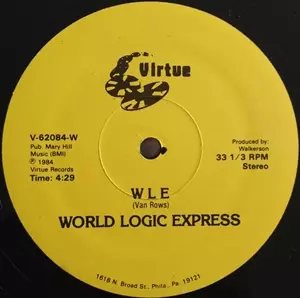 Virtue
V-62084-W
Pub. Mary Hill
Music (BMI)
℗ 1984
Virtue Records
Time: 4:29
Produced by:
Walkerson
33 1/3 RPM
Stereo
W L E
(Van Rows)
WORLD LOGIC EXPRESS
1618 N Broad St., Phila., Pa. 19121